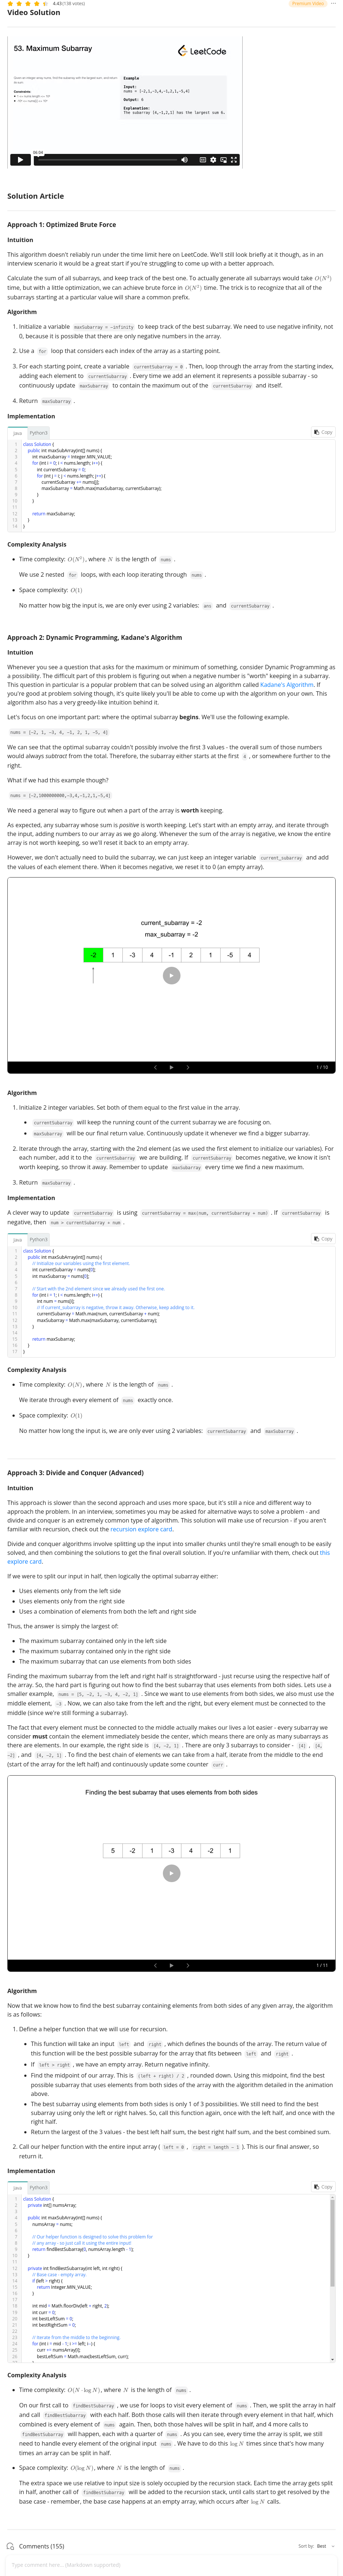 4.43 (138 votes)
Premium Video
Video Solution
53. Maximum Subarray
LeetCode
Example
Input:
nums = [-2,1,-3,4,-1,2,1,-5,4]
Output: 6
Explanation:
The subarray [4,-1,2,1] has the largest sum 6.
06:04
Solution Article
Approach 1: Optimized Brute Force
Intuition
This algorithm doesn't reliably run under the time limit here on LeetCode. We'll still look briefly at it though, as in an
interview scenario it would be a great start if you're struggling to come up with a better approach.
Calculate the sum of all subarrays, and keep track of the best one. To actually generate all subarrays would take O(N³)
time, but with a little optimization, we can achieve brute force in O(N²) time. The trick is to recognize that all of the
subarrays starting at a particular value will share a common prefix.
Algorithm
1. Initialize a variable maxSubarray = -infinity to keep track of the best subarray. We need to use negative infinity, not
0, because it is possible that there are only negative numbers in the array.
2. Use a for loop that considers each index of the array as a starting point.
3. For each starting point, create a variable currentSubarray = 0 . Then, loop through the array from the starting index,
adding each element to currentSubarray . Every time we add an element it represents a possible subarray - so
continuously update maxSubarray to contain the maximum out of the currentSubarray and itself.
4. Return maxSubarray .
Implementation
Java Python3 Copy
1 class Solution {
2 public int maxSubArray(int[] nums) {
3 int maxSubarray = Integer.MIN_VALUE;
4 for (int i = 0; i < nums.length; i++) {
5 int currentSubarray = 0;
6 for (int j = i; j < nums.length; j++) {
7 currentSubarray += nums[j];
8 maxSubarray = Math.max(maxSubarray, currentSubarray);
9 }
10 }
11
12 return maxSubarray;
13 }
14 }
Complexity Analysis
• Time complexity: O(N²), where N is the length of nums .
We use 2 nested for loops, with each loop iterating through nums .
• Space complexity: O(1)
No matter how big the input is, we are only ever using 2 variables: ans and currentSubarray .
Approach 2: Dynamic Programming, Kadane's Algorithm
Intuition
Whenever you see a question that asks for the maximum or minimum of something, consider Dynamic Programming as
a possibility. The difficult part of this problem is figuring out when a negative number is "worth" keeping in a subarray.
This question in particular is a popular problem that can be solved using an algorithm called Kadane's Algorithm. If
you're good at problem solving though, it's quite likely you'll be able to come up with the algorithm on your own. This
algorithm also has a very greedy-like intuition behind it.
Let's focus on one important part: where the optimal subarray begins. We'll use the following example.
nums = [-2, 1, -3, 4, -1, 2, 1, -5, 4]
We can see that the optimal subarray couldn't possibly involve the first 3 values - the overall sum of those numbers
would always subtract from the total. Therefore, the subarray either starts at the first 4 , or somewhere further to the
right.
What if we had this example though?
nums = [-2,1000000000,-3,4,-1,2,1,-5,4]
We need a general way to figure out when a part of the array is worth keeping.
As expected, any subarray whose sum is positive is worth keeping. Let's start with an empty array, and iterate through
the input, adding numbers to our array as we go along. Whenever the sum of the array is negative, we know the entire
array is not worth keeping, so we'll reset it back to an empty array.
However, we don't actually need to build the subarray, we can just keep an integer variable current_subarray and add
the values of each element there. When it becomes negative, we reset it to 0 (an empty array).
current_subarray = -2
max_subarray = -2
-2 1 -3 4 -1 2 1 -5 4
1 / 10
Algorithm
1. Initialize 2 integer variables. Set both of them equal to the first value in the array.
• currentSubarray will keep the running count of the current subarray we are focusing on.
• maxSubarray will be our final return value. Continuously update it whenever we find a bigger subarray.
2. Iterate through the array, starting with the 2nd element (as we used the first element to initialize our variables). For
each number, add it to the currentSubarray we are building. If currentSubarray becomes negative, we know it isn't
worth keeping, so throw it away. Remember to update maxSubarray every time we find a new maximum.
3. Return maxSubarray .
Implementation
A clever way to update currentSubarray is using currentSubarray = max(num, currentSubarray + num) . If currentSubarray is
negative, then num > currentSubarray + num .
Java Python3 Copy
1 class Solution {
2 public int maxSubArray(int[] nums) {
3 // Initialize our variables using the first element.
4 int currentSubarray = nums[0];
5 int maxSubarray = nums[0];
6
7 // Start with the 2nd element since we already used the first one.
8 for (int i = 1; i < nums.length; i++) {
9 int num = nums[i];
10 // If current_subarray is negative, throw it away. Otherwise, keep adding to it.
11 currentSubarray = Math.max(num, currentSubarray + num);
12 maxSubarray = Math.max(maxSubarray, currentSubarray);
13 }
14
15 return maxSubarray;
16 }
17 }
Complexity Analysis
• Time complexity: O(N), where N is the length of nums .
We iterate through every element of nums exactly once.
• Space complexity: O(1)
No matter how long the input is, we are only ever using 2 variables: currentSubarray and maxSubarray .
Approach 3: Divide and Conquer (Advanced)
Intuition
This approach is slower than the second approach and uses more space, but it's still a nice and different way to
approach the problem. In an interview, sometimes you may be asked for alternative ways to solve a problem - and
divide and conquer is an extremely common type of algorithm. This solution will make use of recursion - if you aren't
familiar with recursion, check out the recursion explore card.
Divide and conquer algorithms involve splitting up the input into smaller chunks until they're small enough to be easily
solved, and then combining the solutions to get the final overall solution. If you're unfamiliar with them, check out this
explore card.
If we were to split our input in half, then logically the optimal subarray either:
• Uses elements only from the left side
• Uses elements only from the right side
• Uses a combination of elements from both the left and right side
Thus, the answer is simply the largest of:
• The maximum subarray contained only in the left side
• The maximum subarray contained only in the right side
• The maximum subarray that can use elements from both sides
Finding the maximum subarray from the left and right half is straightforward - just recurse using the respective half of
the array. So, the hard part is figuring out how to find the best subarray that uses elements from both sides. Lets use a
smaller example, nums = [5, -2, 1, -3, 4, -2, 1] . Since we want to use elements from both sides, we also must use the
middle element, -3 . Now, we can also take from the left and the right, but every element must be connected to the
middle (since we're still forming a subarray).
The fact that every element must be connected to the middle actually makes our lives a lot easier - every subarray we
consider must contain the element immediately beside the center, which means there are only as many subarrays as
there are elements. In our example, the right side is [4, -2, 1] . There are only 3 subarrays to consider - [4] , [4,
-2] , and [4, -2, 1] . To find the best chain of elements we can take from a half, iterate from the middle to the end
(start of the array for the left half) and continuously update some counter curr .
Finding the best subarray that uses elements from both sides
5 -2 1 -3 4 -2 1
1 / 11
Algorithm
Now that we know how to find the best subarray containing elements from both sides of any given array, the algorithm
is as follows:
1. Define a helper function that we will use for recursion.
• This function will take an input left and right , which defines the bounds of the array. The return value of
this function will be the best possible subarray for the array that fits between left and right .
• If left > right , we have an empty array. Return negative infinity.
• Find the midpoint of our array. This is (left + right) / 2 , rounded down. Using this midpoint, find the best
possible subarray that uses elements from both sides of the array with the algorithm detailed in the animation
above.
• The best subarray using elements from both sides is only 1 of 3 possibilities. We still need to find the best
subarray using only the left or right halves. So, call this function again, once with the left half, and once with the
right half.
• Return the largest of the 3 values - the best left half sum, the best right half sum, and the best combined sum.
2. Call our helper function with the entire input array ( left = 0 , right = length - 1 ). This is our final answer, so
return it.
Implementation
Java Python3 Copy
1 class Solution {
2 private int[] numsArray;
3
4 public int maxSubArray(int[] nums) {
5 numsArray = nums;
6
7 // Our helper function is designed to solve this problem for
8 // any array - so just call it using the entire input!
9 return findBestSubarray(0, numsArray.length - 1);
10 }
11
12 private int findBestSubarray(int left, int right) {
13 // Base case - empty array.
14 if (left > right) {
15 return Integer.MIN_VALUE;
16 }
17
18 int mid = Math.floorDiv(left + right, 2);
19 int curr = 0;
20 int bestLeftSum = 0;
21 int bestRightSum = 0;
22
23 // Iterate from the middle to the beginning.
24 for (int i = mid - 1; i >= left; i--) {
25 curr += numsArray[i];
26 bestLeftSum = Math.max(bestLeftSum, curr);
Complexity Analysis
• Time complexity: O(N · log N), where N is the length of nums .
On our first call to findBestSubarray , we use for loops to visit every element of nums . Then, we split the array in half
and call findBestSubarray with each half. Both those calls will then iterate through every element in that half, which
combined is every element of nums again. Then, both those halves will be split in half, and 4 more calls to
findBestSubarray will happen, each with a quarter of nums . As you can see, every time the array is split, we still
need to handle every element of the original input nums . We have to do this log N times since that's how many
times an array can be split in half.
• Space complexity: O(log N), where N is the length of nums .
The extra space we use relative to input size is solely occupied by the recursion stack. Each time the array gets split
in half, another call of findBestSubarray will be added to the recursion stack, until calls start to get resolved by the
base case - remember, the base case happens at an empty array, which occurs after log N calls.
Comments (155)
Sort by: Best
Type comment here... (Markdown supported)